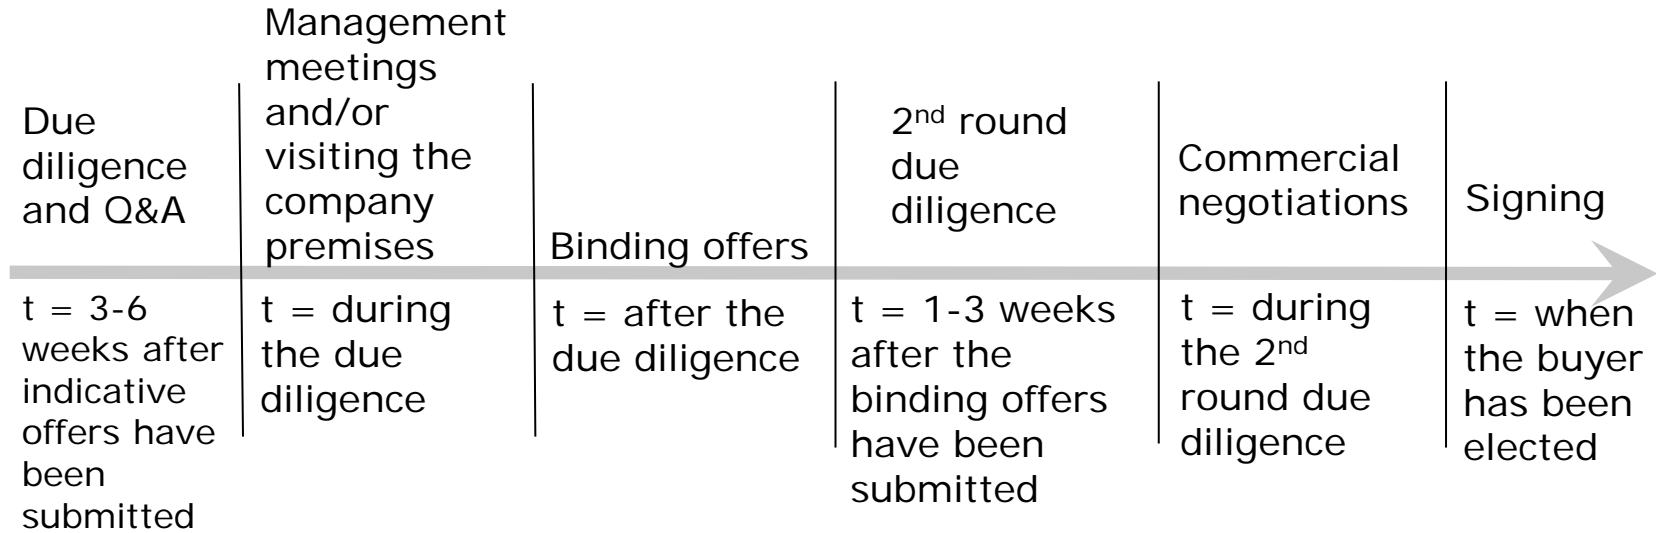 Due
diligence
and Q&A
Management
meetings
and/or
visiting the
company
premises
Binding offers
2nd round
due
diligence
Commercial
negotiations
Signing
t = 3-6
weeks after
indicative
offers have
been
submitted
t = during
the due
diligence
t = after the
due diligence
t = 1-3 weeks
after the
binding offers
have been
submitted
t = during
the 2nd
round due
diligence
t = when
the buyer
has been
elected